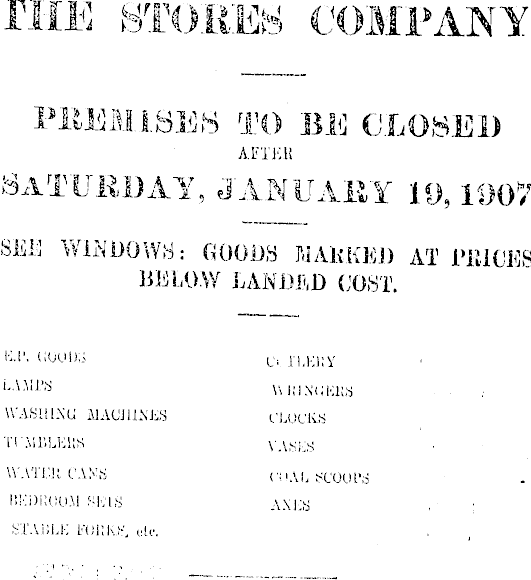 THE STORES COMPANY
PREMISES TO BE CLOSED
AFTER
SATURDAY, JANUARY 19, 1907
SEE WINDOWS: GOODS MARKED AT PRICES
BELOW LANDED COST.
E.P. GOODS
LAMPS
WASHING MACHINES
TUMBLERS
WATER CANS
BEDROOM SETS
STABLE FORKS, etc.
CUTLERY
WRINGERS
CLOCKS
VASES
COAL SCOOPS
AXES